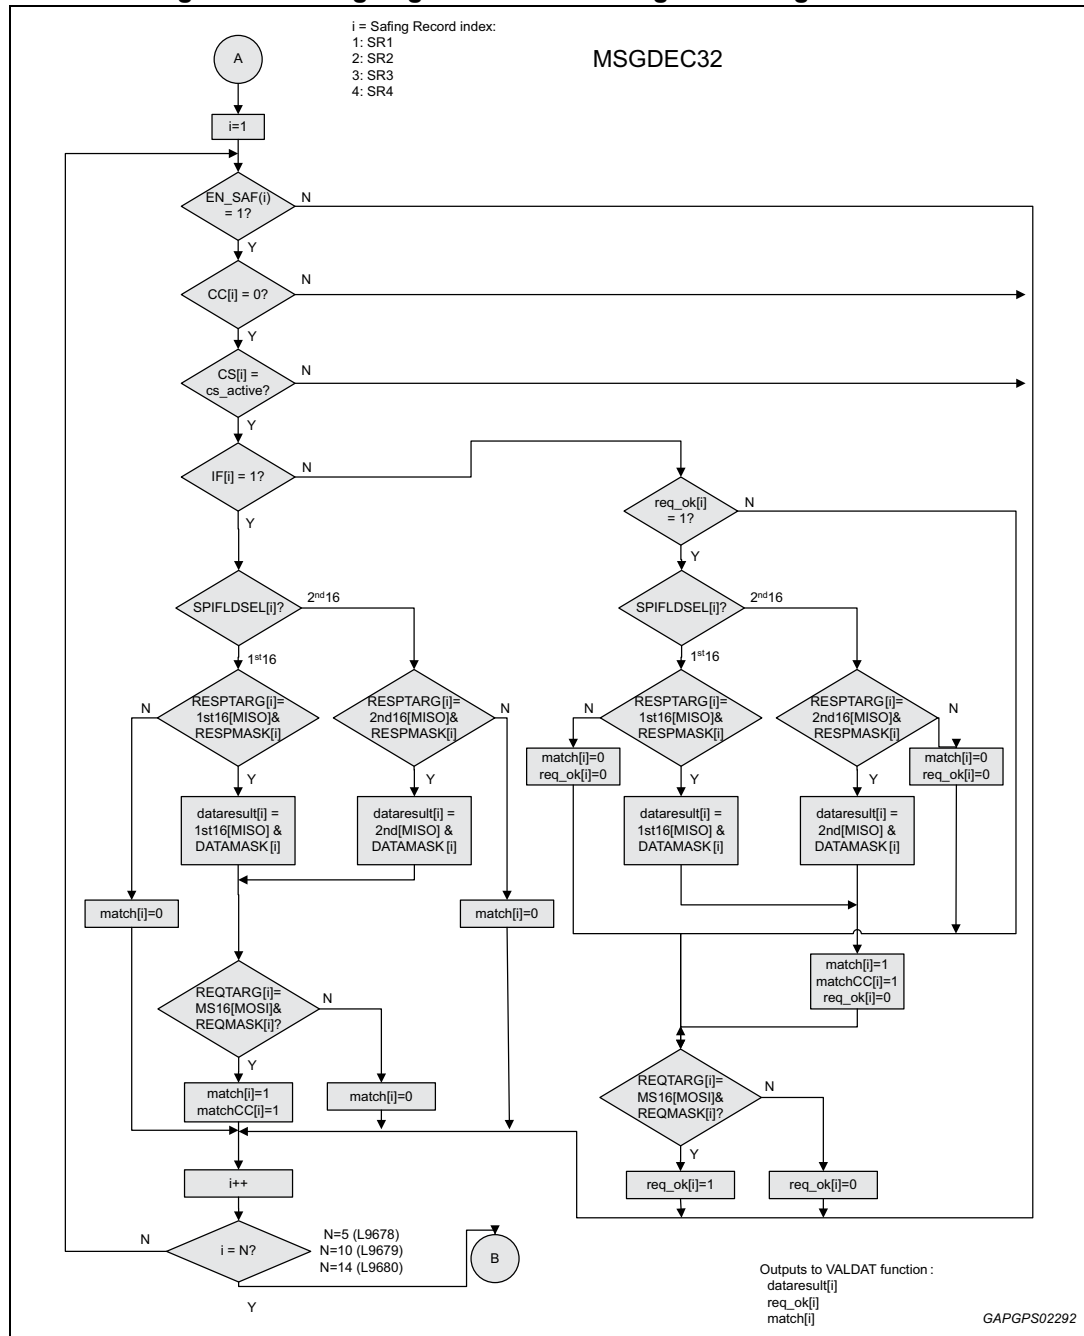 i = Safing Record index:
1: SR1
2: SR2
3: SR3
4: SR4
MSGDEC32
A
i=1
EN_SAF(i)
= 1?
N
Y
CC[i] = 0?
N
Y
CS[i] =
cs_active?
N
Y
IF[i] = 1?
N
Y
req_ok[i]
= 1?
N
Y
SPIFLDSEL[i]?
2nd16
1st16
SPIFLDSEL[i]?
2nd16
1st16
N
RESPTARG[i]=
1st16[MISO]&
RESPMASK[i]
Y
RESPTARG[i]=
2nd16[MISO]&
RESPMASK[i]
N
Y
N
RESPTARG[i]=
1st16[MISO]&
RESPMASK[i]
Y
RESPTARG[i]=
2nd16[MISO]&
RESPMASK[i]
N
Y
match[i]=0
req_ok[i]=0
match[i]=0
req_ok[i]=0
dataresult[i] =
1st16[MISO] &
DATAMASK[i]
dataresult[i] =
2nd[MISO] &
DATAMASK[i]
dataresult[i] =
1st16[MISO] &
DATAMASK[i]
dataresult[i] =
2nd[MISO] &
DATAMASK[i]
match[i]=0
match[i]=0
match[i]=1
matchCC[i]=1
req_ok[i]=0
REQTARG[i]=
MS16[MOSI]&
REQMASK[i]?
N
Y
match[i]=1
matchCC[i]=1
match[i]=0
REQTARG[i]=
MS16[MOSI]&
REQMASK[i]?
N
Y
req_ok[i]=1
req_ok[i]=0
i++
N
i = N?
Y
N=5 (L9678)
N=10 (L9679)
N=14 (L9680)
B
Outputs to VALDAT function :
dataresult[i]
req_ok[i]
match[i]
GAPGPS02292